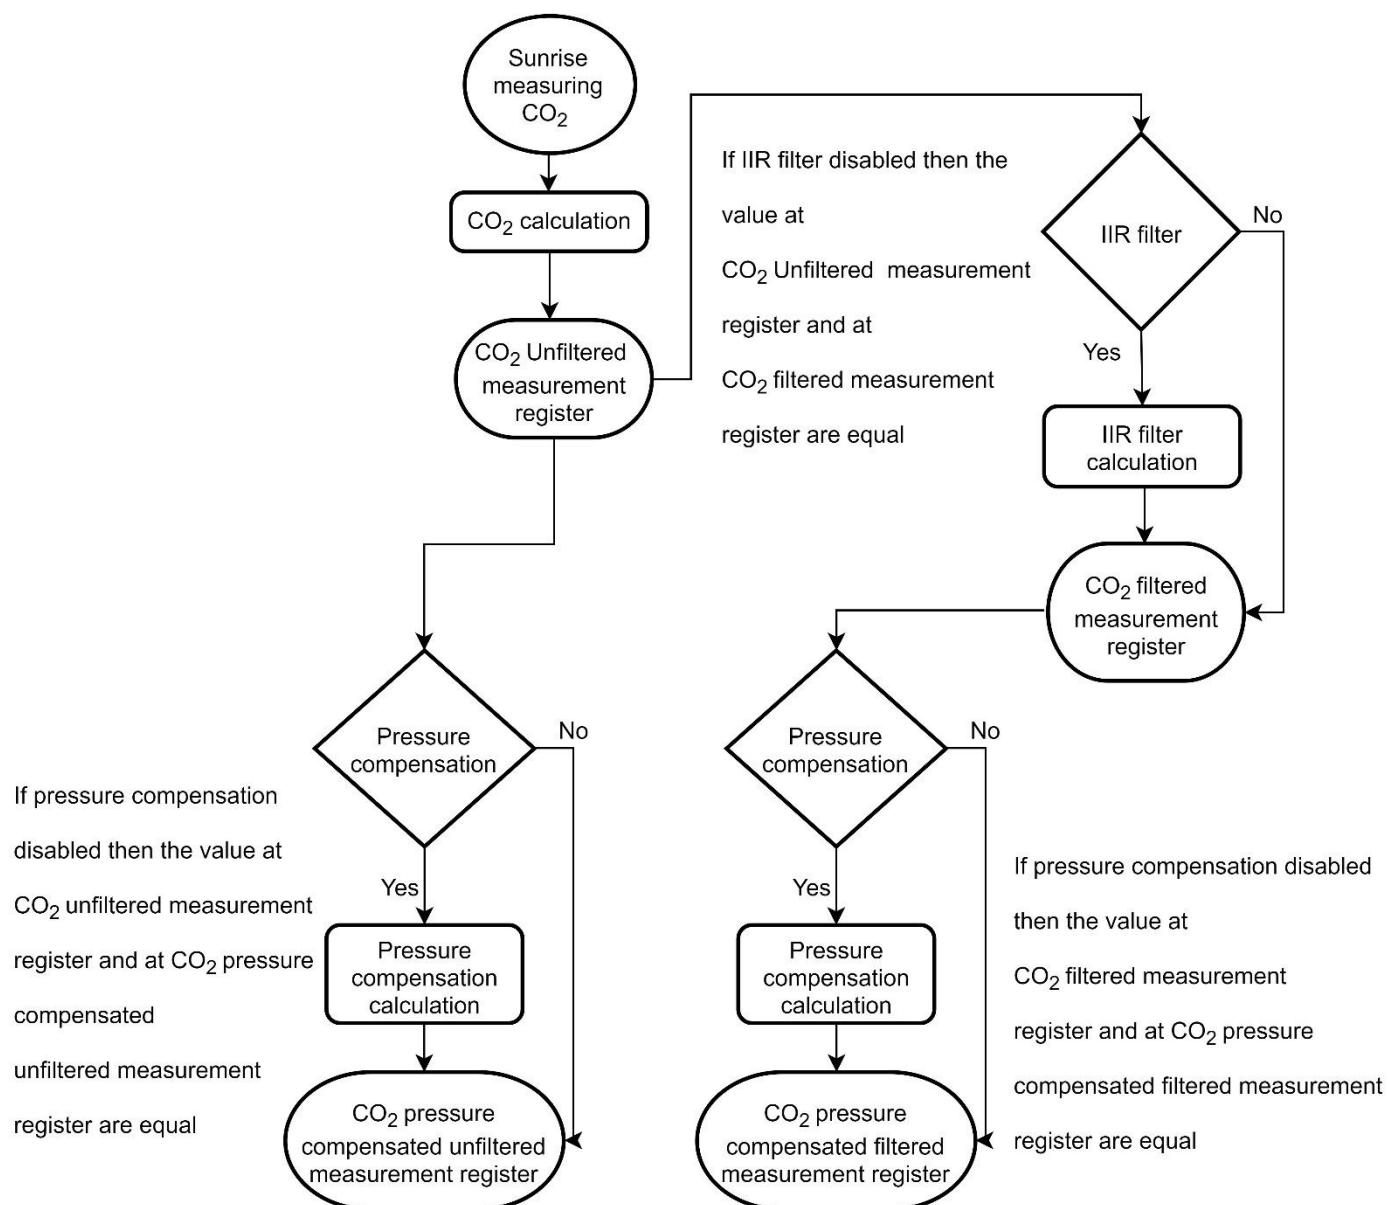 Sunrise
measuring
CO₂
CO₂ calculation
CO₂ Unfiltered
measurement
register
If IIR filter disabled then the
value at
CO₂ Unfiltered measurement
register and at
CO₂ filtered measurement
register are equal
IIR filter
No
Yes
IIR filter
calculation
CO₂ filtered
measurement
register
Pressure
compensation
No
Yes
Pressure
compensation
calculation
CO₂ pressure
compensated unfiltered
measurement register
If pressure compensation
disabled then the value at
CO₂ unfiltered measurement
register and at CO₂ pressure
compensated
unfiltered measurement
register are equal
Pressure
compensation
No
Yes
Pressure
compensation
calculation
CO₂ pressure
compensated filtered
measurement register
If pressure compensation disabled
then the value at
CO₂ filtered measurement
register and at CO₂ pressure
compensated filtered measurement
register are equal